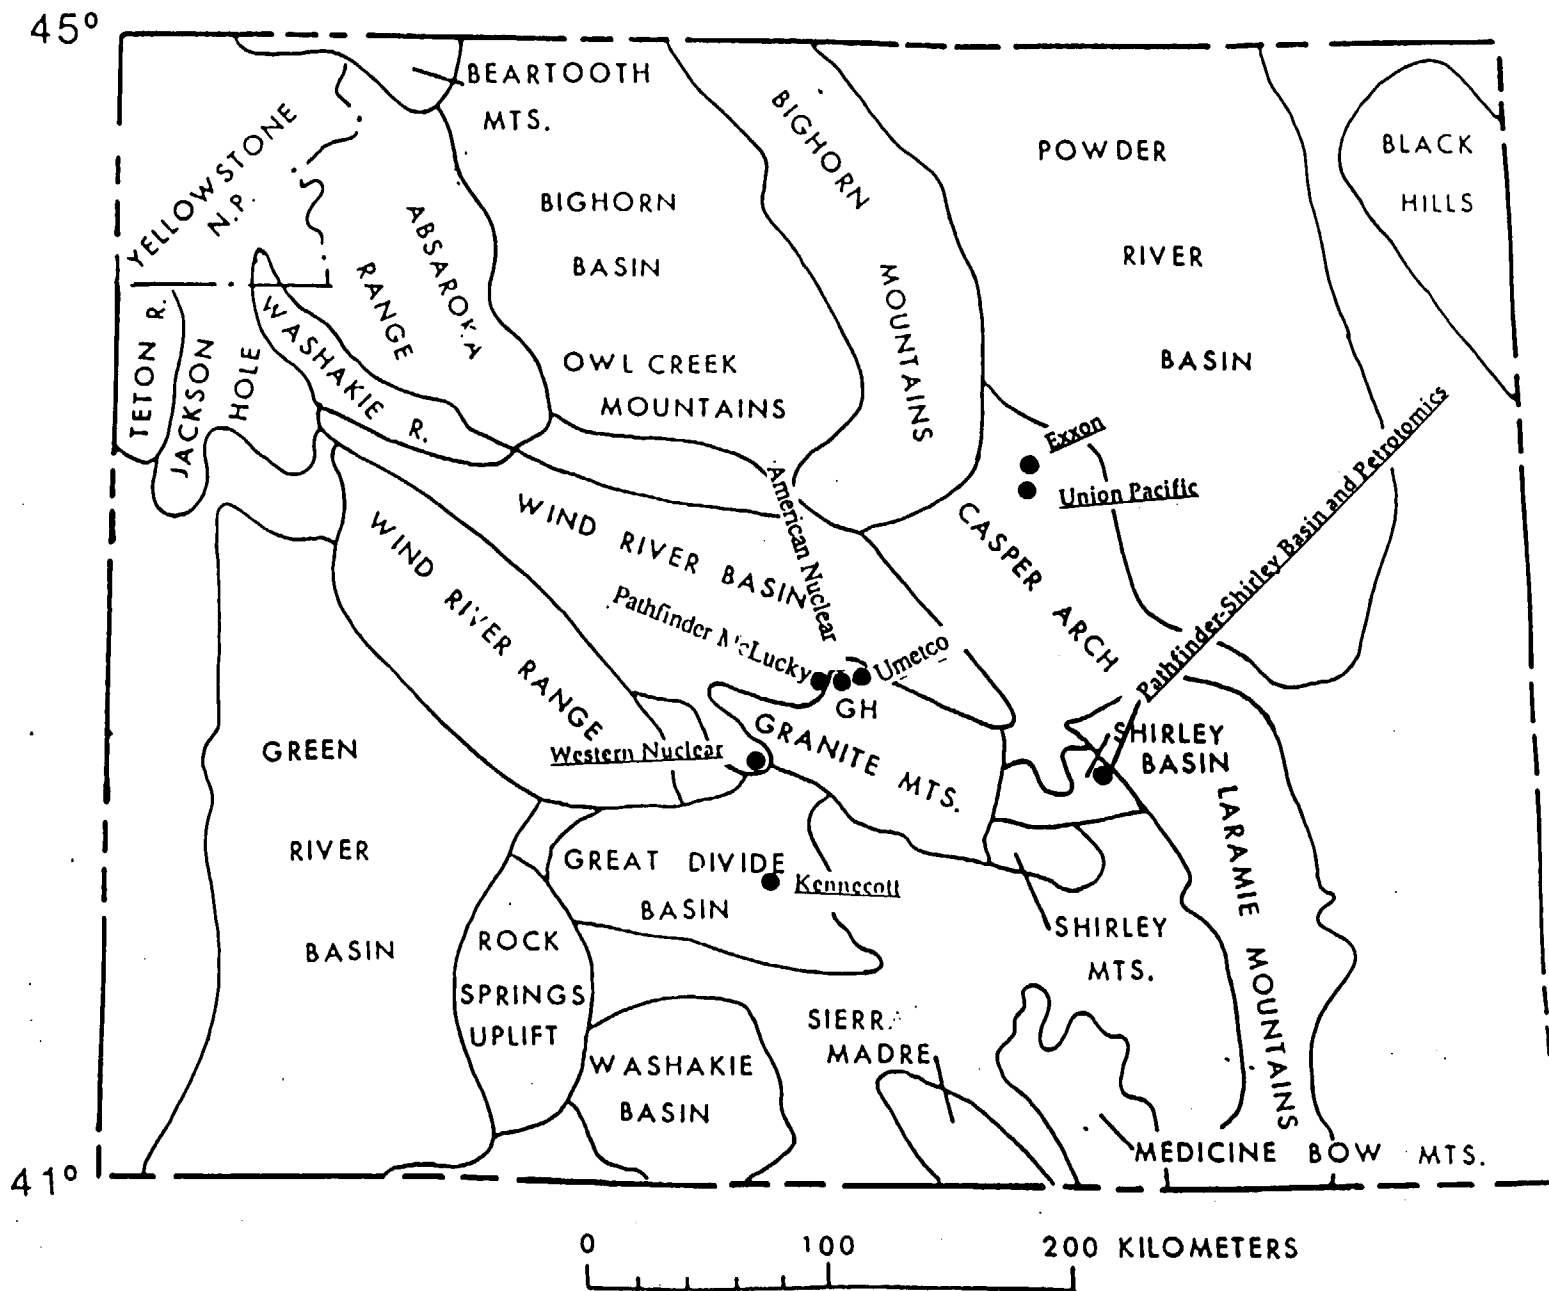 45°
BEARTOOTH
MTS.
YELLOWSTONE
N.P.
ABSAROKA
RANGE
BIGHORN
BASIN
BIGHORN
MOUNTAINS
POWDER
RIVER
BASIN
BLACK
HILLS
TETON R.
JACKSON
HOLE
WASHAKIE R.
OWL CREEK
MOUNTAINS
Exxon
Union Pacific
Pathfinder-Shirley Basin and Petrotomics
American Nuclear
WIND RIVER BASIN
WIND RIVER RANGE
CASPER ARCH
Pathfinder McLucky
Umetco
GH
GRANITE MTS.
Western Nuclear
SHIRLEY
BASIN
LARAMIE MOUNTAINS
GREEN
RIVER
BASIN
GREAT DIVIDE
BASIN
Kennecott
ROCK
SPRINGS
UPLIFT
SHIRLEY
MTS.
SIERR
MADRE
WASHAKIE
BASIN
MEDICINE BOW MTS.
41°
0 100 200 KILOMETERS